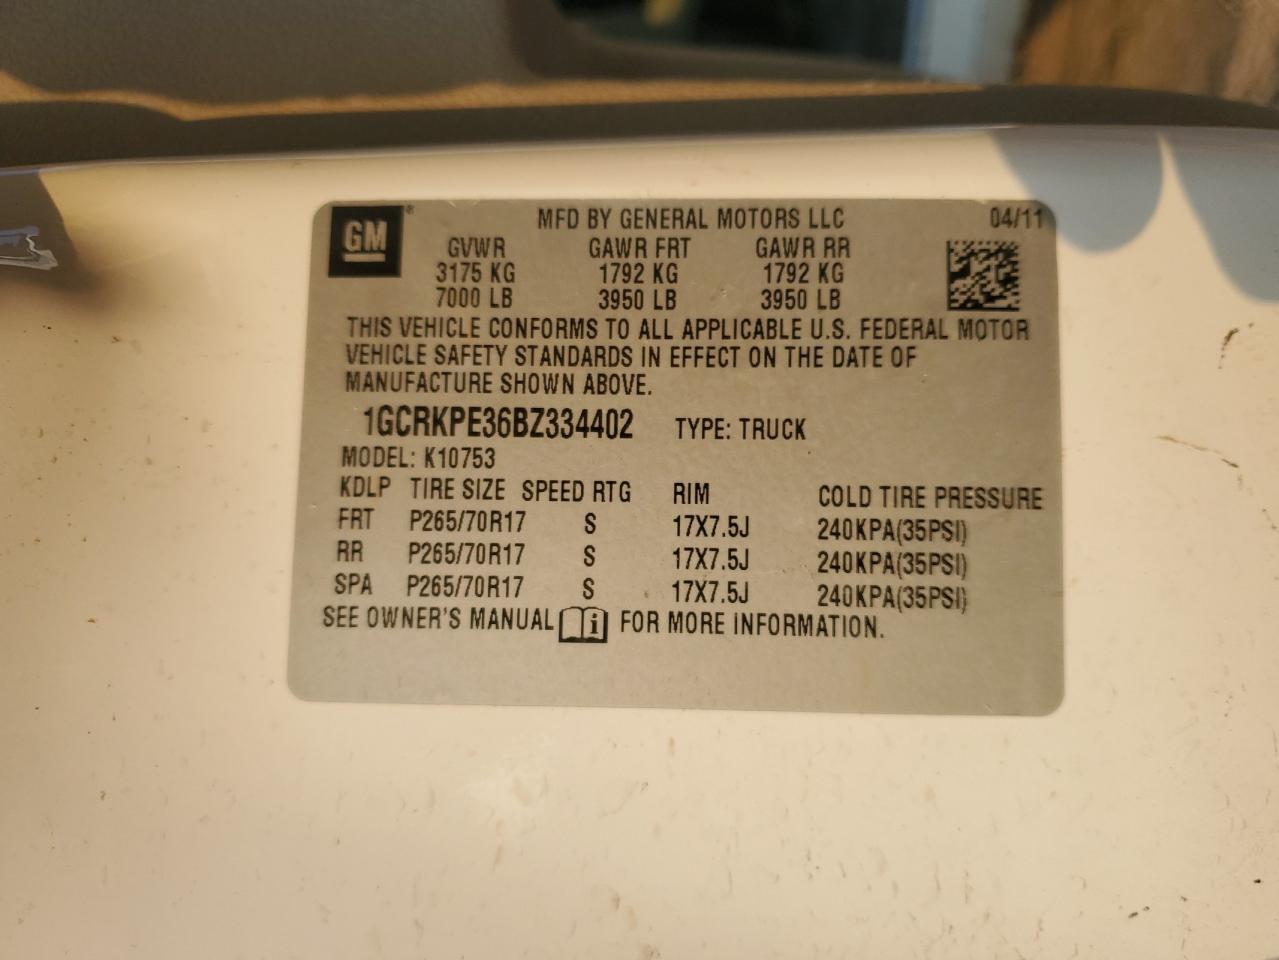 GM® MFD BY GENERAL MOTORS LLC 04/11
GVWR GAWR FRT GAWR RR
3175 KG 1792 KG 1792 KG
7000 LB 3950 LB 3950 LB
THIS VEHICLE CONFORMS TO ALL APPLICABLE U.S. FEDERAL MOTOR
VEHICLE SAFETY STANDARDS IN EFFECT ON THE DATE OF
MANUFACTURE SHOWN ABOVE.
1GCRKPE36BZ334402 TYPE: TRUCK
MODEL: K10753
KDLP TIRE SIZE SPEED RTG RIM COLD TIRE PRESSURE
FRT P265/70R17 S 17X7.5J 240KPA(35PSI)
RR P265/70R17 S 17X7.5J 240KPA(35PSI)
SPA P265/70R17 S 17X7.5J 240KPA(35PSI)
SEE OWNER'S MANUAL i FOR MORE INFORMATION.